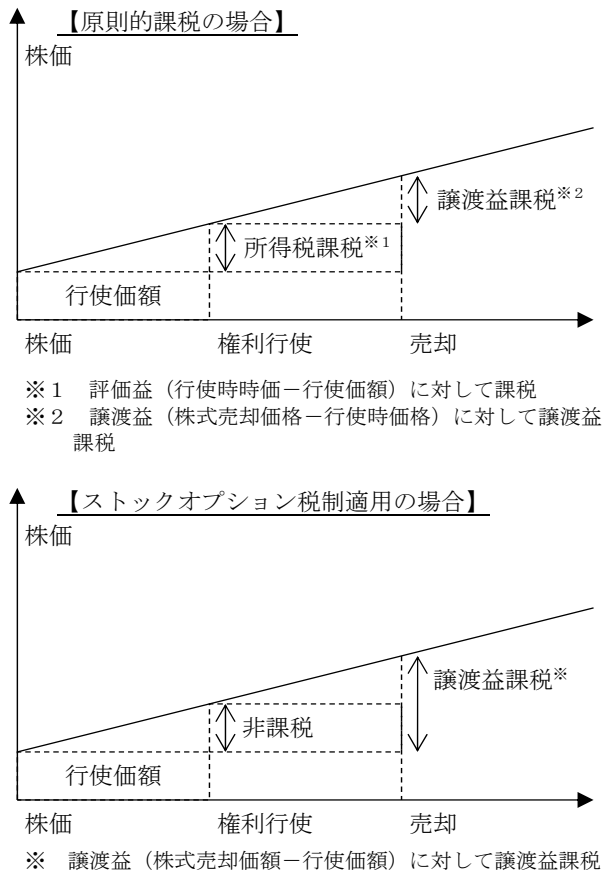 【原則的課税の場合】
株価
譲渡益課税※2
所得税課税※1
行使価額
株価 権利行使 売却
※1 評価益（行使時時価－行使価額）に対して課税
※2 譲渡益（株式売却価格－行使時価格）に対して譲渡益
課税
【ストックオプション税制適用の場合】
株価
譲渡益課税※
非課税
行使価額
株価 権利行使 売却
※ 譲渡益（株式売却価額－行使価額）に対して譲渡益課税